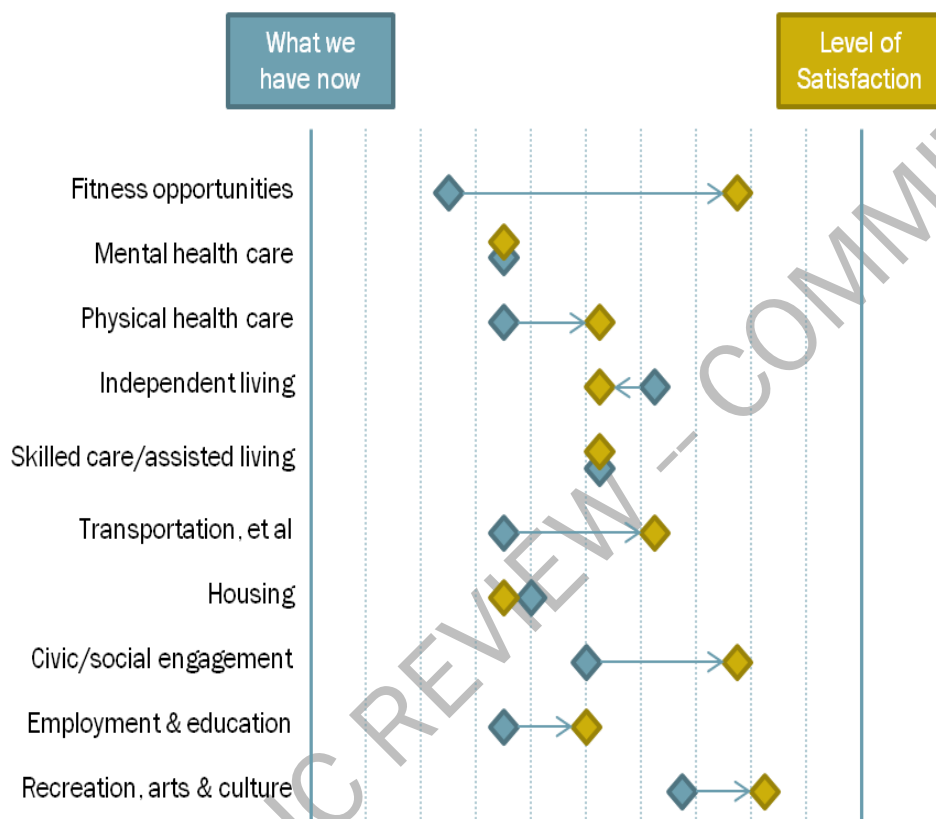 What we
have now
Level of
Satisfaction
Fitness opportunities
Mental health care
Physical health care
Independent living
Skilled care/assisted living
Transportation, et al
Housing
Civic/social engagement
Employment & education
Recreation, arts & culture
IC REVIEW -- COMMU